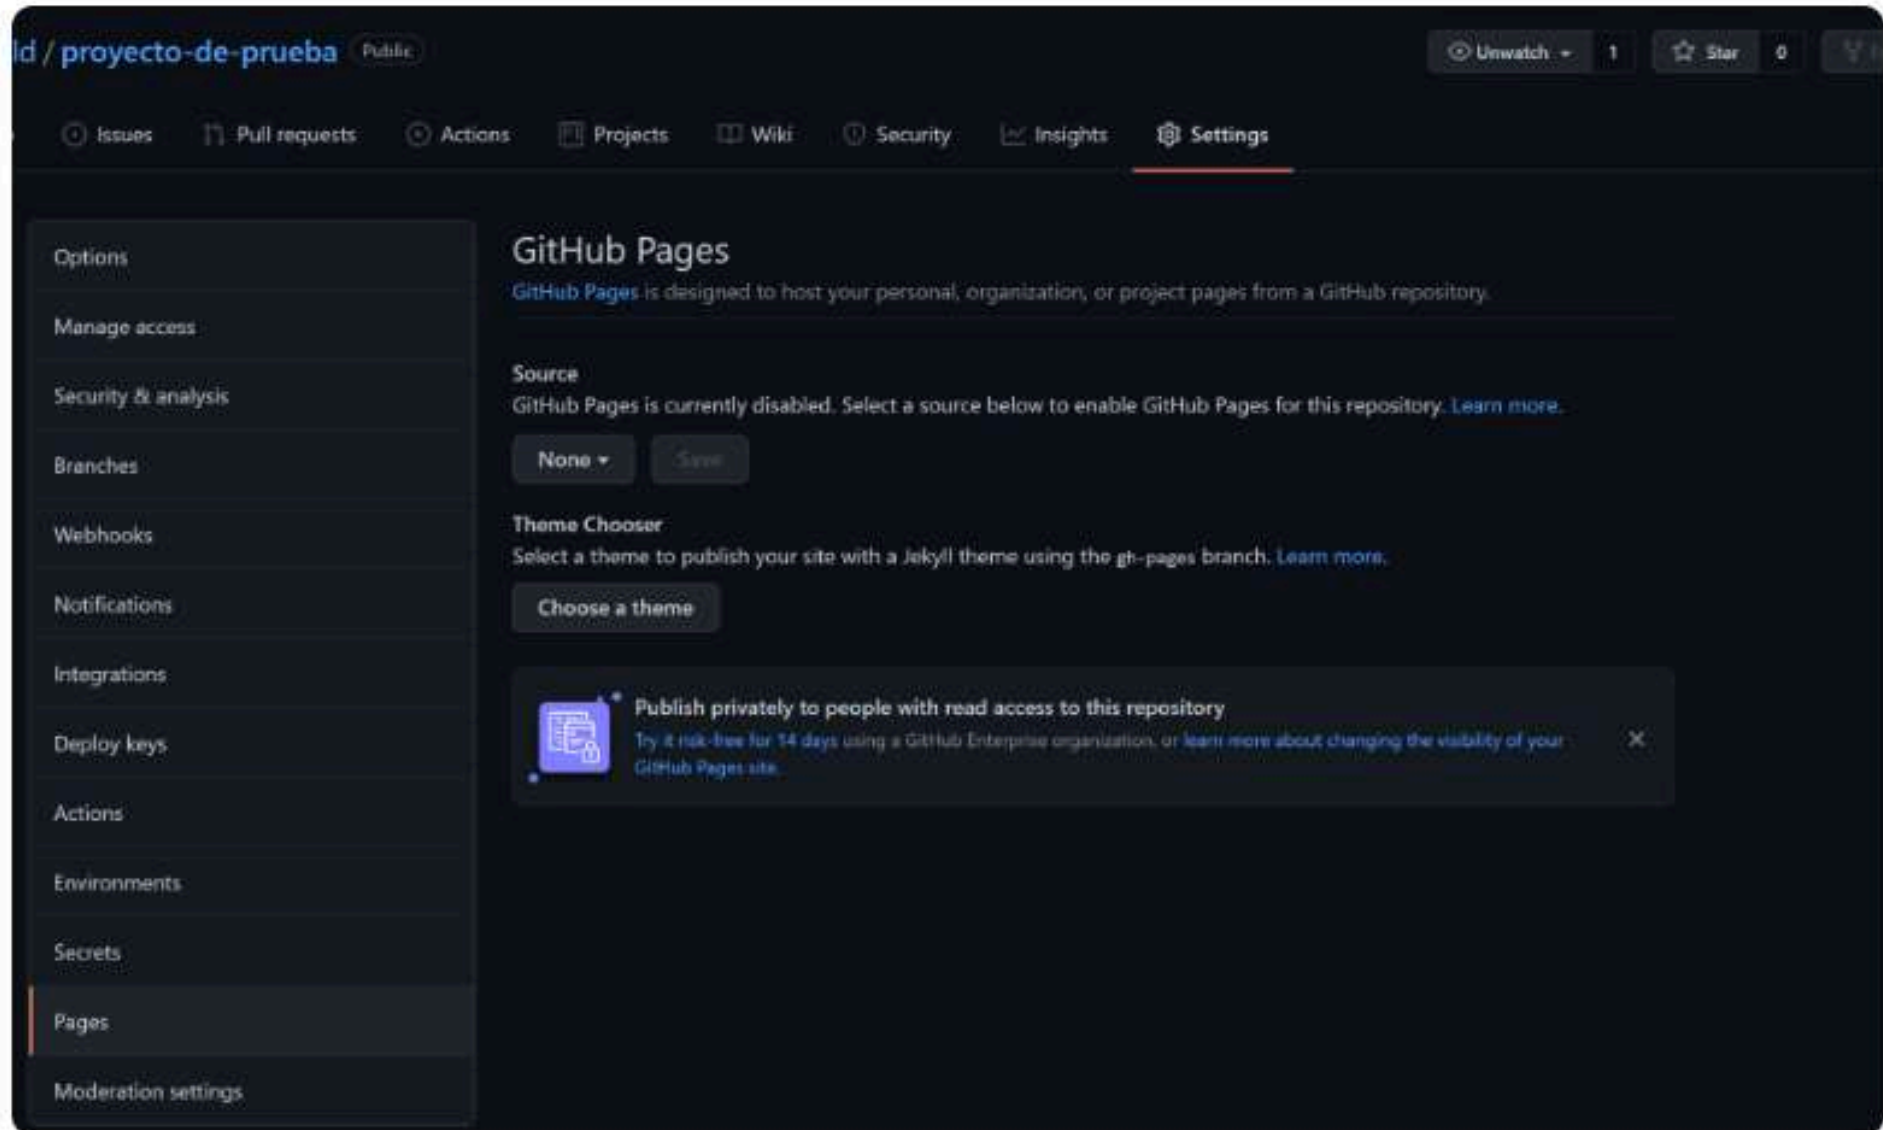 ld / proyecto-de-prueba Public
Unwatch 1 Star 0
Issues Pull requests Actions Projects Wiki Security Insights Settings
Options
Manage access
Security & analysis
Branches
Webhooks
Notifications
Integrations
Deploy keys
Actions
Environments
Secrets
Pages
Moderation settings
GitHub Pages
GitHub Pages is designed to host your personal, organization, or project pages from a GitHub repository.
Source
GitHub Pages is currently disabled. Select a source below to enable GitHub Pages for this repository. Learn more.
None Save
Theme Chooser
Select a theme to publish your site with a Jekyll theme using the gh-pages branch. Learn more.
Choose a theme
Publish privately to people with read access to this repository
Try it risk-free for 14 days using a GitHub Enterprise organization, or learn more about changing the visibility of your
GitHub Pages site.